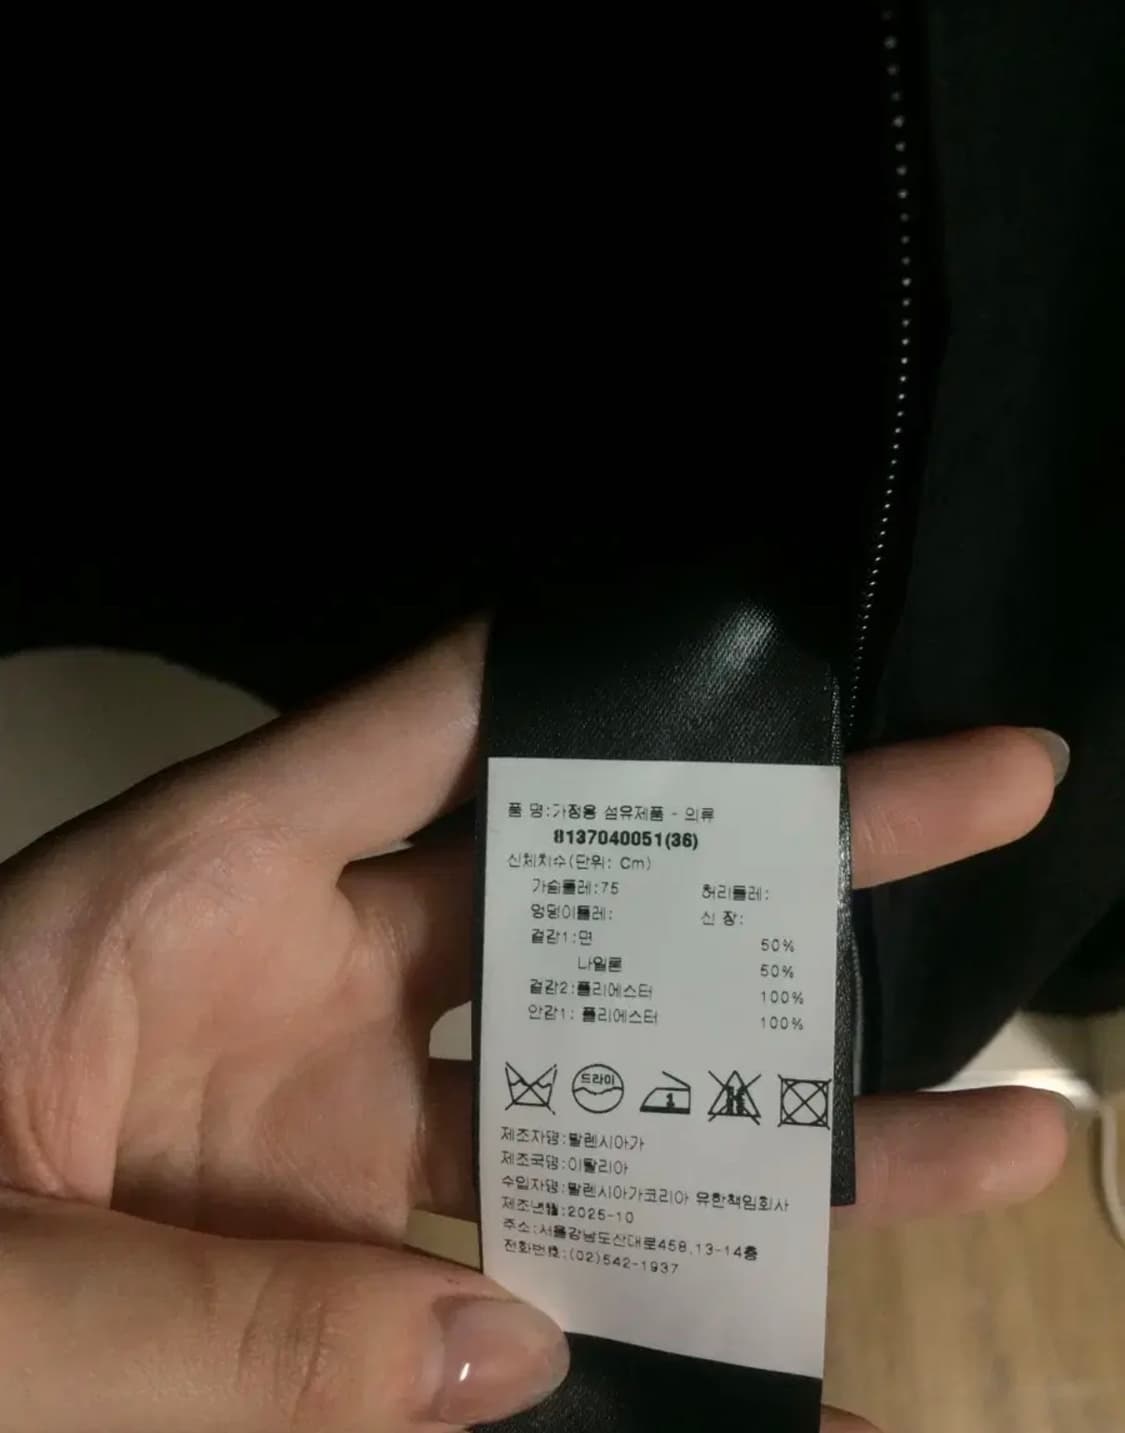 품 명:가정용 섬유제품 - 의류
8137040051(36)
신체치수(단위: Cm)
가슴둘레:75 허리둘레:
엉덩이둘레: 신 장:
겉감1:면 50%
나일론 50%
겉감2:폴리에스터 100%
안감1: 폴리에스터 100%
드라이
1
제조자명:발렌시아가
제조국명:이탈리아
수입자명:발렌시아가코리아 유한책임회사
제조년월:2025-10
주소:서울강남도산대로458,13-14층
전화번호:(02)542-1937